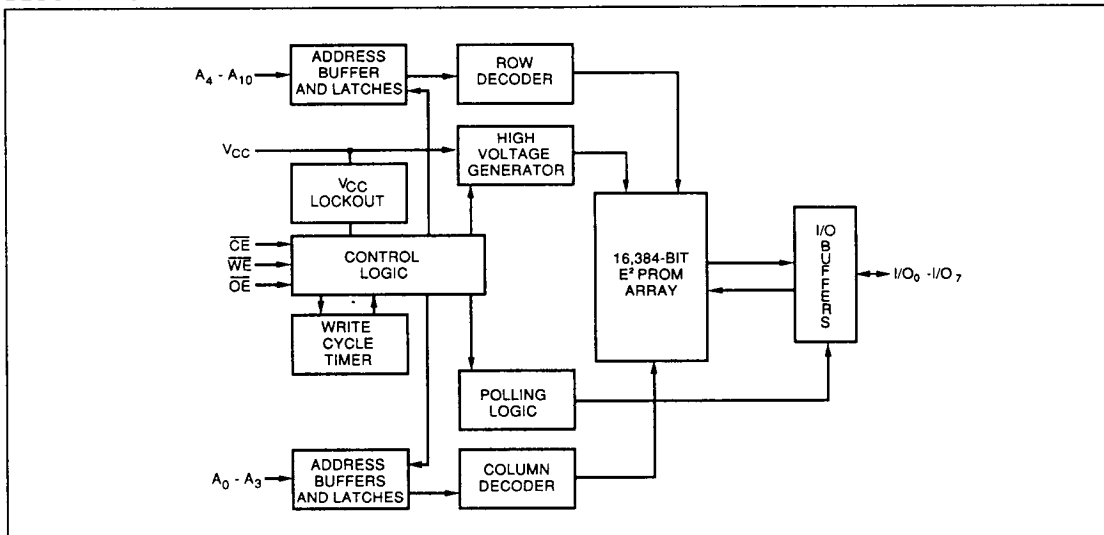 A4 - A10
ADDRESS
BUFFER
AND LATCHES
ROW
DECODER
VCC
HIGH
VOLTAGE
GENERATOR
VCC
LOCKOUT
CE
WE
OE
CONTROL
LOGIC
16,384-BIT
E² PROM
ARRAY
I/O
BUFFERS
I/O₀ - I/O₇
WRITE
CYCLE
TIMER
POLLING
LOGIC
A0 - A3
ADDRESS
BUFFERS
AND LATCHES
COLUMN
DECODER